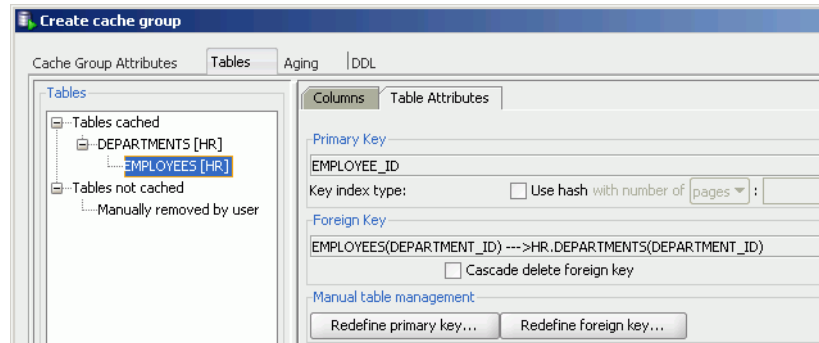 Create cache group
Cache Group Attributes Tables Aging DDL
Tables
Tables cached
DEPARTMENTS [HR]
EMPLOYEES [HR]
Tables not cached
Manually removed by user
Columns Table Attributes
Primary Key
EMPLOYEE_ID
Key index type: Use hash with number of pages :
Foreign Key
EMPLOYEES(DEPARTMENT_ID) --->HR.DEPARTMENTS(DEPARTMENT_ID)
Cascade delete foreign key
Manual table management
Redefine primary key... Redefine foreign key...